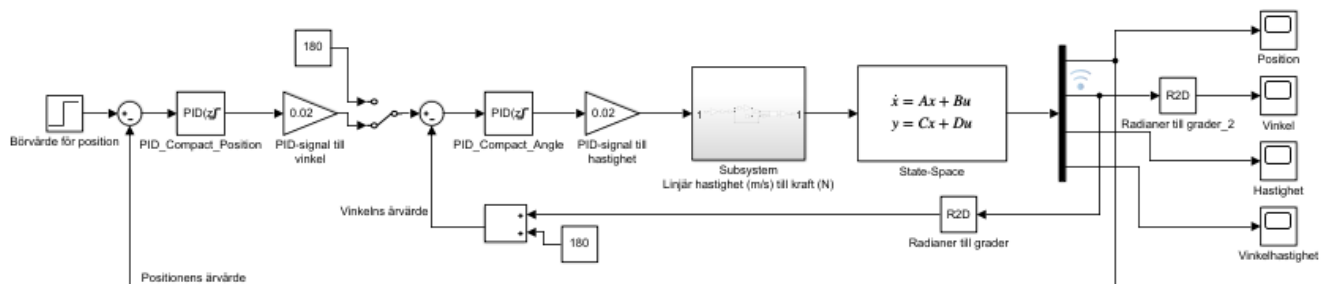 180
Position
PID(z)
0.02
PID(z)
0.02
1
1
ẋ = Ax + Bu
y = Cx + Du
R2D
Börvärde för position
PID_Compact_Position
PID-signal till
vinkel
PID_Compact_Angle
PID-signal till
hastighet
Subsystem
Linjär hastighet (m/s) till kraft (N)
State-Space
Radianer till grader_2
Vinkel
Hastighet
Vinkelns ärvärde
180
R2D
Radianer till grader
Vinkelhastighet
Positionens ärvärde